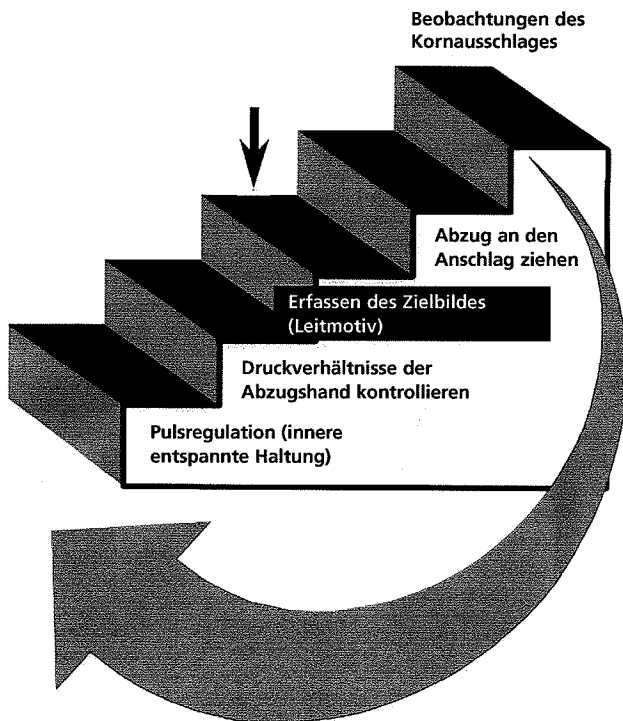 Beobachtungen des
Kornausschlages
Abzug an den
Anschlag ziehen
Erfassen des Zielbildes
(Leitmotiv)
Druckverhältnisse der
Abzugshand kontrollieren
Pulsregulation (innere
entspannte Haltung)